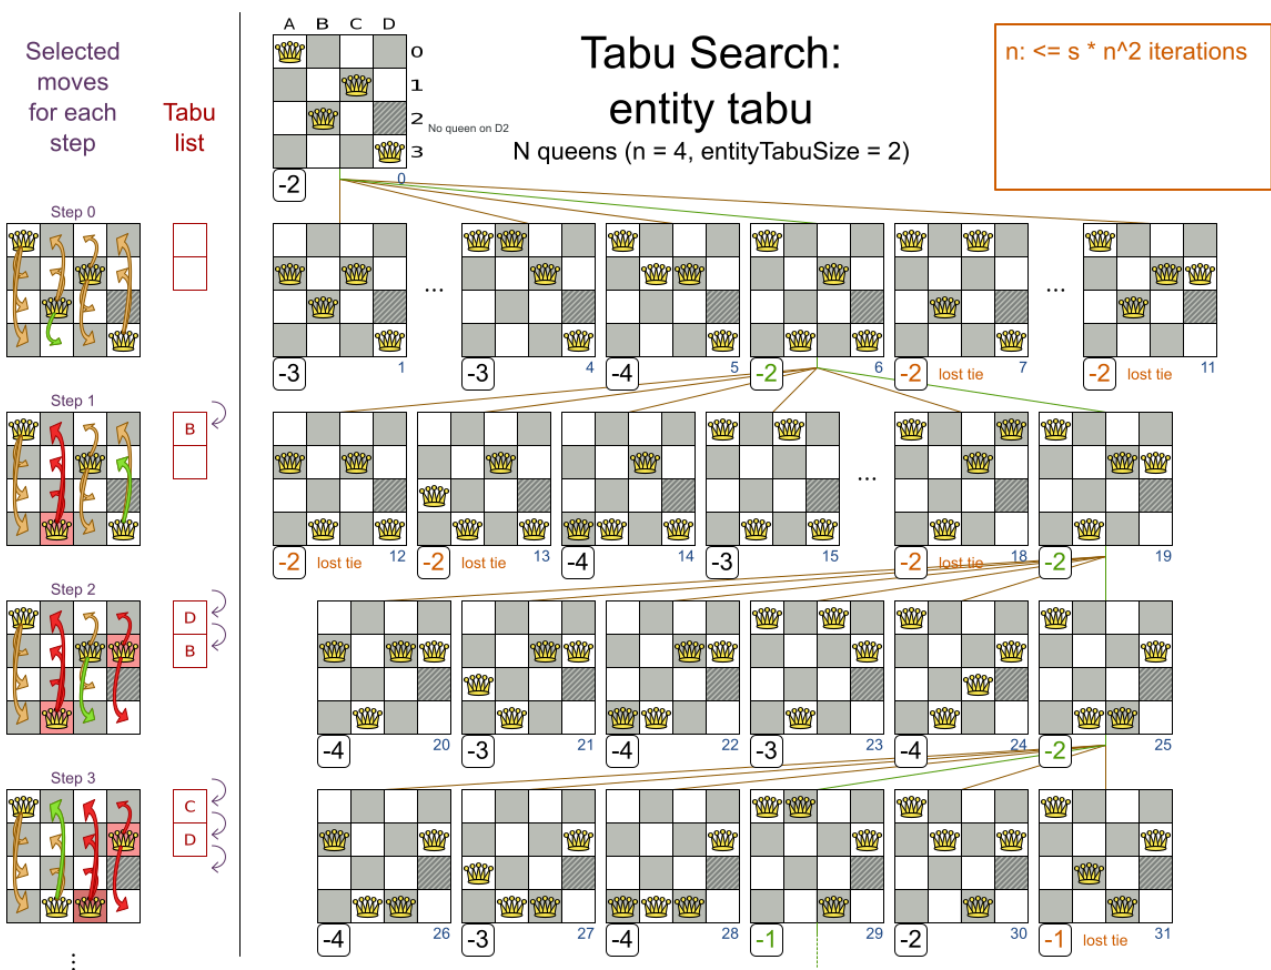 Selected
moves
for each
step
Tabu
list
A B C D
0
1
2
3
No queen on D2
-2
0
Tabu Search:
entity tabu
N queens (n = 4, entityTabuSize = 2)
n: <= s * n^2 iterations
Step 0
-3
1
...
-3
4
-4
5
-2
6
-2
lost tie
7
...
-2
lost tie
11
Step 1
B
-2
lost tie
12
-2
lost tie
13
-4
14
-3
15
...
-2
lost tie
18
-2
19
Step 2
D
B
-4
20
-3
21
-4
22
-3
23
-4
24
-2
25
Step 3
C
D
-4
26
-3
27
-4
28
-1
29
-2
30
-1
lost tie
31
...